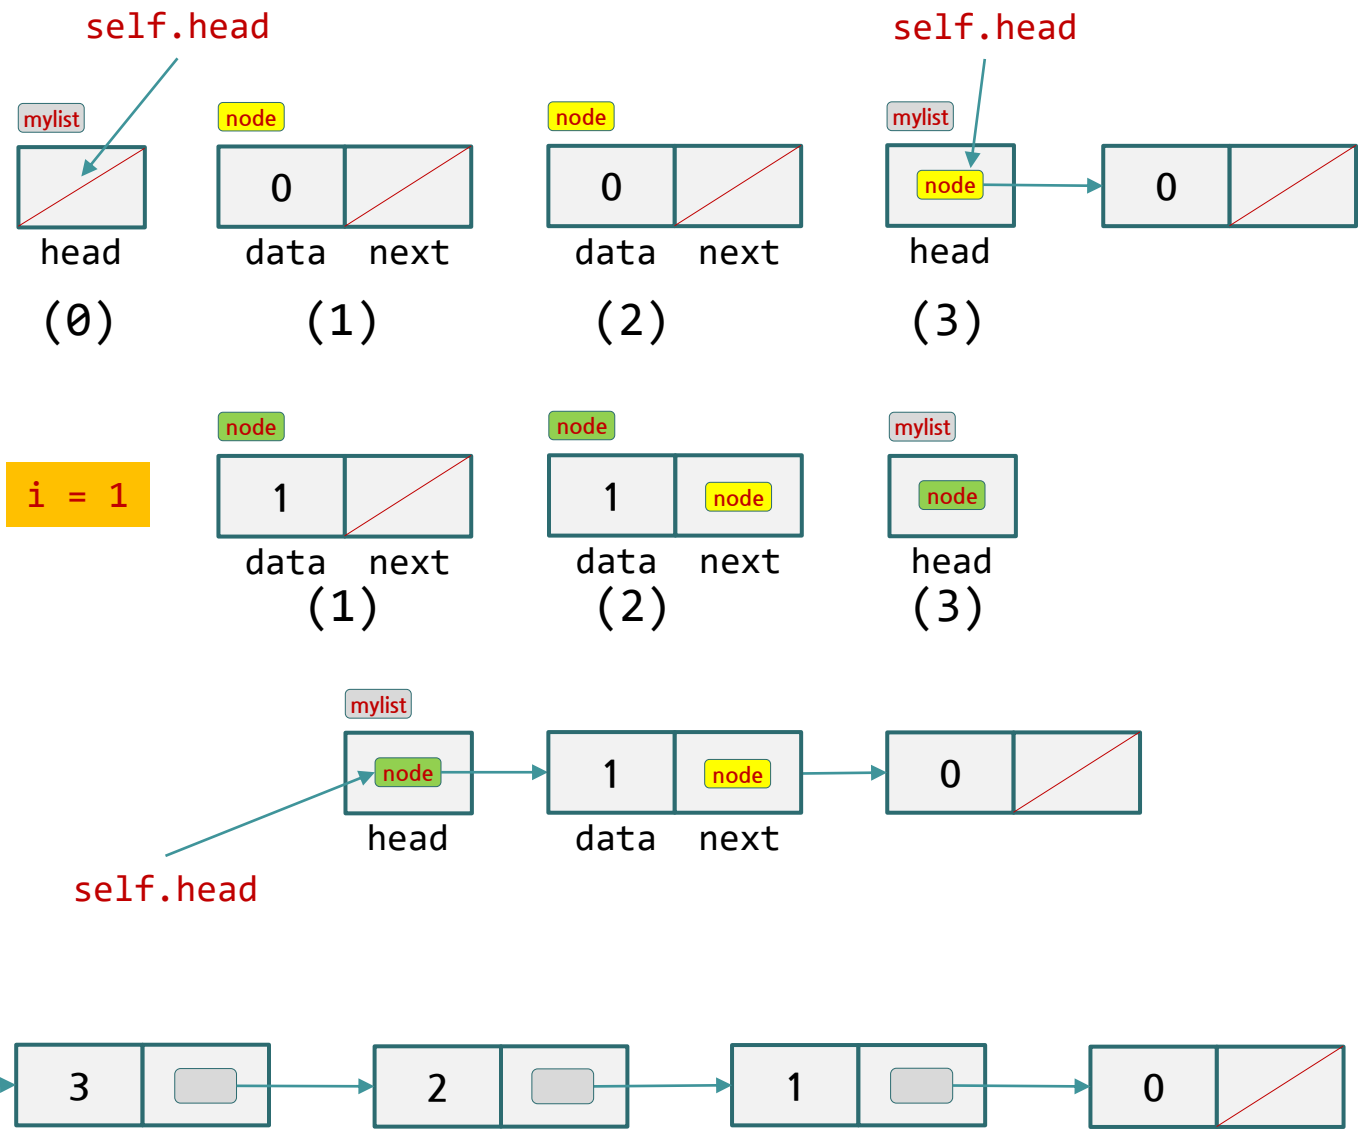 self.head self.head
mylist node node mylist
0 0 node 0
head data next data next head
(0) (1) (2) (3)
node node mylist
i = 1 1 1 node node
data next data next head
(1) (2) (3)
mylist
node 1 node 0
head data next
self.head
3 2 1 0